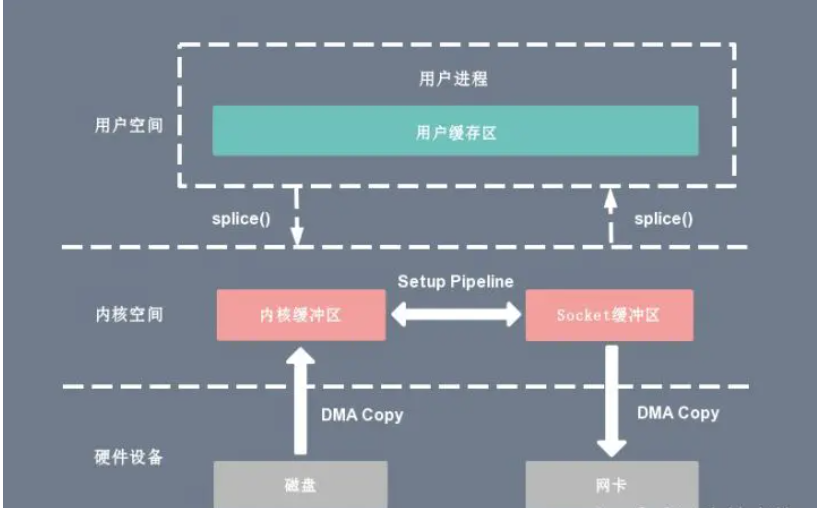 用户进程
用户空间
用户缓存区
splice()
splice()
Setup Pipeline
内核空间
内核缓冲区
Socket缓冲区
DMA Copy
DMA Copy
硬件设备
磁盘
网卡